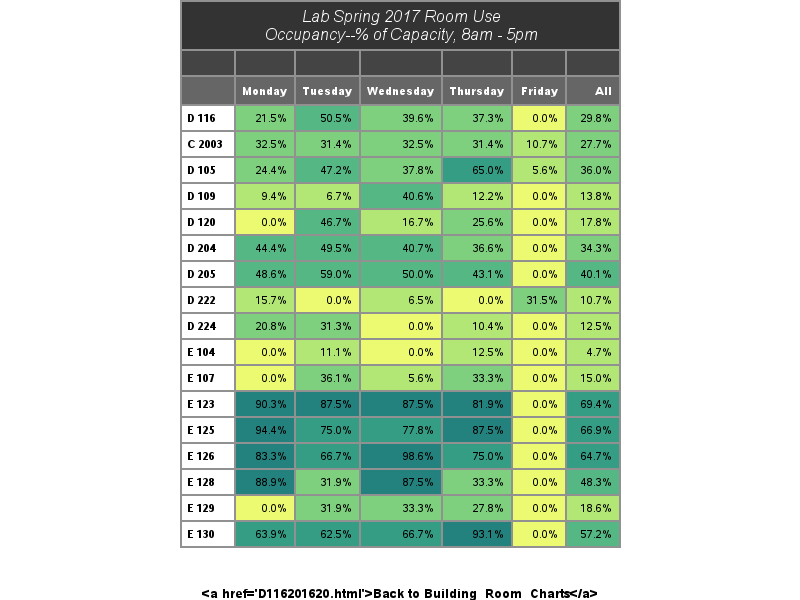 Lab Spring 2017 Room Use
Occupancy--% of Capacity, 8am - 5pm
Monday Tuesday Wednesday Thursday Friday All
D 116 21.5% 50.5% 39.6% 37.3% 0.0% 29.8%
C 2003 32.5% 31.4% 32.5% 31.4% 10.7% 27.7%
D 105 24.4% 47.2% 37.8% 65.0% 5.6% 36.0%
D 109 9.4% 6.7% 40.6% 12.2% 0.0% 13.8%
D 120 0.0% 46.7% 16.7% 25.6% 0.0% 17.8%
D 204 44.4% 49.5% 40.7% 36.6% 0.0% 34.3%
D 205 48.6% 59.0% 50.0% 43.1% 0.0% 40.1%
D 222 15.7% 0.0% 6.5% 0.0% 31.5% 10.7%
D 224 20.8% 31.3% 0.0% 10.4% 0.0% 12.5%
E 104 0.0% 11.1% 0.0% 12.5% 0.0% 4.7%
E 107 0.0% 36.1% 5.6% 33.3% 0.0% 15.0%
E 123 90.3% 87.5% 87.5% 81.9% 0.0% 69.4%
E 125 94.4% 75.0% 77.8% 87.5% 0.0% 66.9%
E 126 83.3% 66.7% 98.6% 75.0% 0.0% 64.7%
E 128 88.9% 31.9% 87.5% 33.3% 0.0% 48.3%
E 129 0.0% 31.9% 33.3% 27.8% 0.0% 18.6%
E 130 63.9% 62.5% 66.7% 93.1% 0.0% 57.2%
<a href='D116201620.html'>Back to Building_Room_Charts</a>